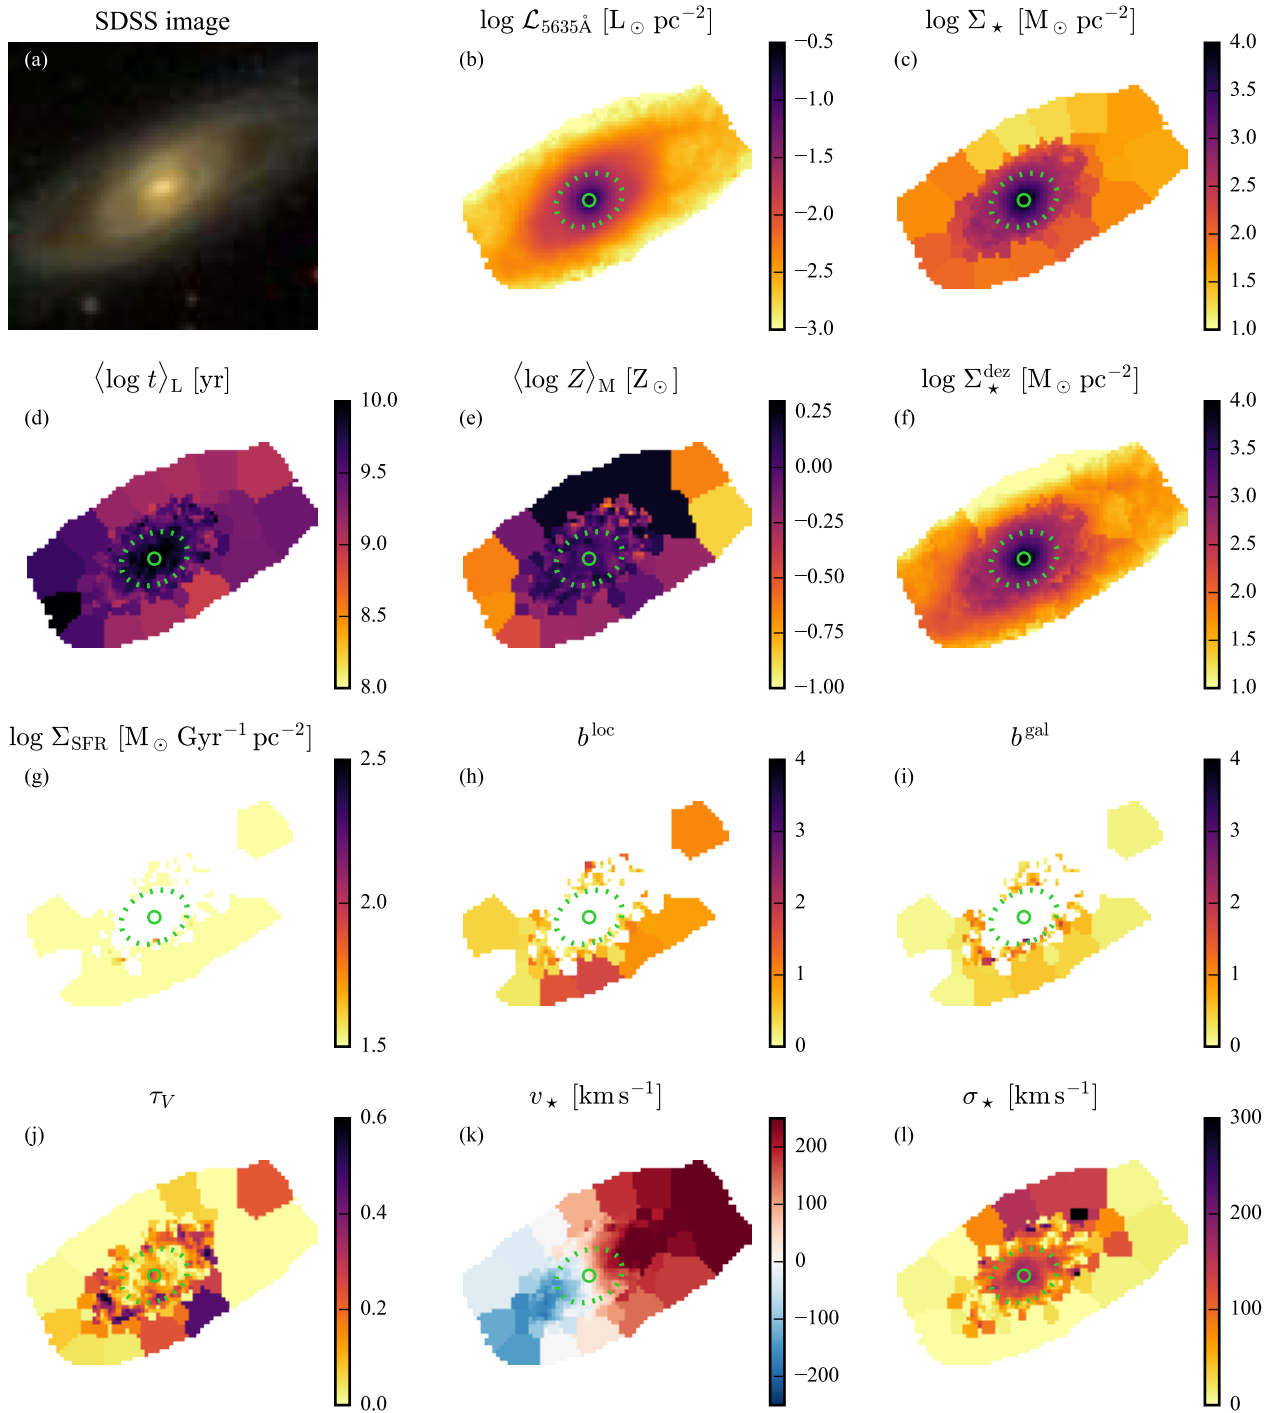 SDSS image
log ℒ₅₆₃₅Å [L⊙ pc⁻²]
log Σ⋆ [M⊙ pc⁻²]
(a)
(b)
−0.5
−1.0
−1.5
−2.0
−2.5
−3.0
(c)
4.0
3.5
3.0
2.5
2.0
1.5
1.0
⟨log t⟩L [yr]
⟨log Z⟩M [Z⊙]
log Σ⋆ᵈᵉᶻ [M⊙ pc⁻²]
(d)
10.0
9.5
9.0
8.5
8.0
(e)
0.25
0.00
−0.25
−0.50
−0.75
−1.00
(f)
4.0
3.5
3.0
2.5
2.0
1.5
1.0
log ΣSFR [M⊙ Gyr⁻¹ pc⁻²]
bˡᵒᶜ
bᵍᵃˡ
(g)
2.5
2.0
1.5
(h)
4
3
2
1
0
(i)
4
3
2
1
0
τV
v⋆ [km s⁻¹]
σ⋆ [km s⁻¹]
(j)
0.6
0.4
0.2
0.0
(k)
200
100
0
−100
−200
(l)
300
200
100
0